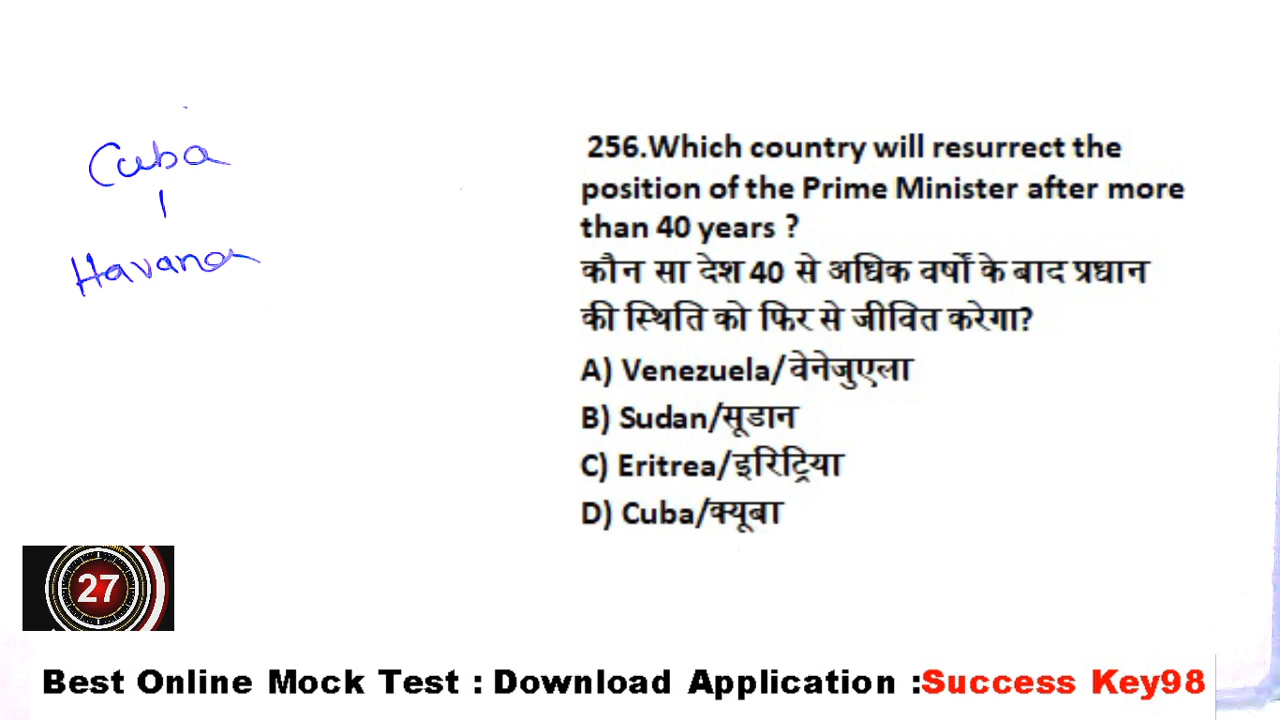 Cuba
Havana
256.Which country will resurrect the
position of the Prime Minister after more
than 40 years ?
कौन सा देश 40 से अधिक वर्षों के बाद प्रधान
की स्थिति को फिर से जीवित करेगा?
A) Venezuela/वेनेजुएला
B) Sudan/सूडान
C) Eritrea/इरिट्रिया
D) Cuba/क्यूबा
27
Best Online Mock Test : Download Application :Success Key98